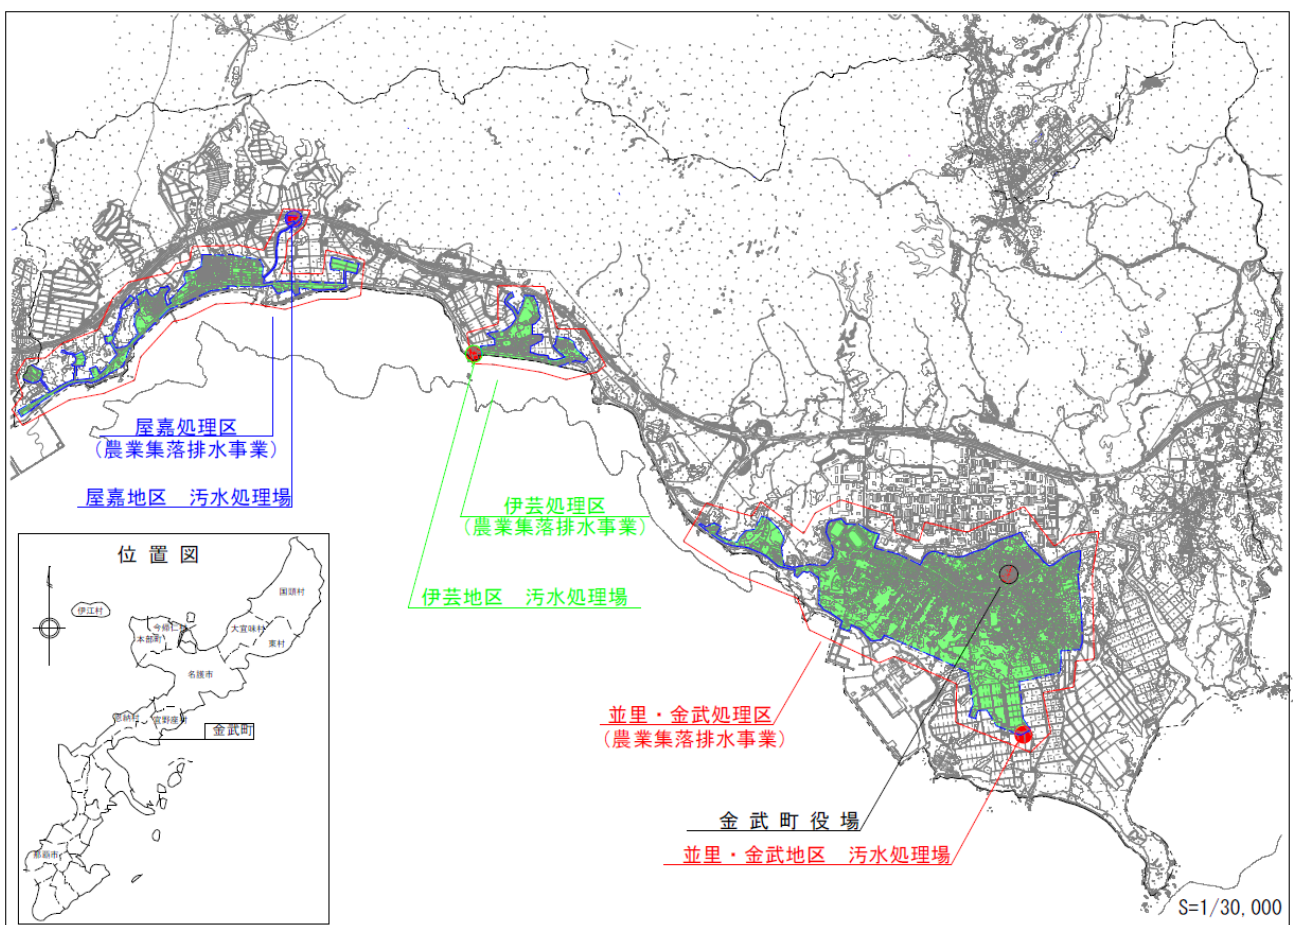 屋嘉処理区
(農業集落排水事業)
屋嘉地区 汚水処理場
伊芸処理区
(農業集落排水事業)
伊芸地区 汚水処理場
並里・金武処理区
(農業集落排水事業)
金武町役場
並里・金武地区 汚水処理場
S=1/30,000
位置図
国頭村
伊江村
今帰仁村
大宜味村
本部町
東村
名護市
恩納村
宜野座村
金武町
那覇市